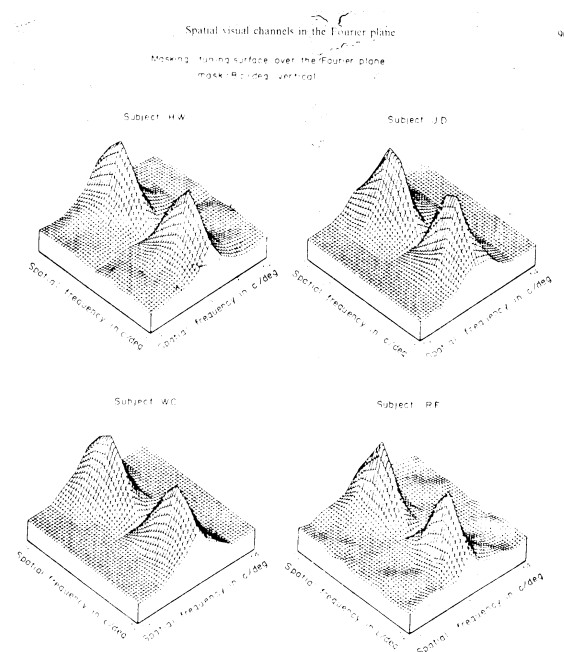 Spatial visual channels in the Fourier plane
Masking tuning surface over the Fourier plane
mask c/deg vertical
Subject H.W.
Subject J.D.
Spatial frequency in c/deg
Spatial frequency in c/deg
Spatial frequency in c/deg
Spatial frequency in c/deg
Subject W.C.
Subject R.F.
Spatial frequency in c/deg
Spatial frequency in c/deg
Spatial frequency in c/deg
Spatial frequency in c/deg